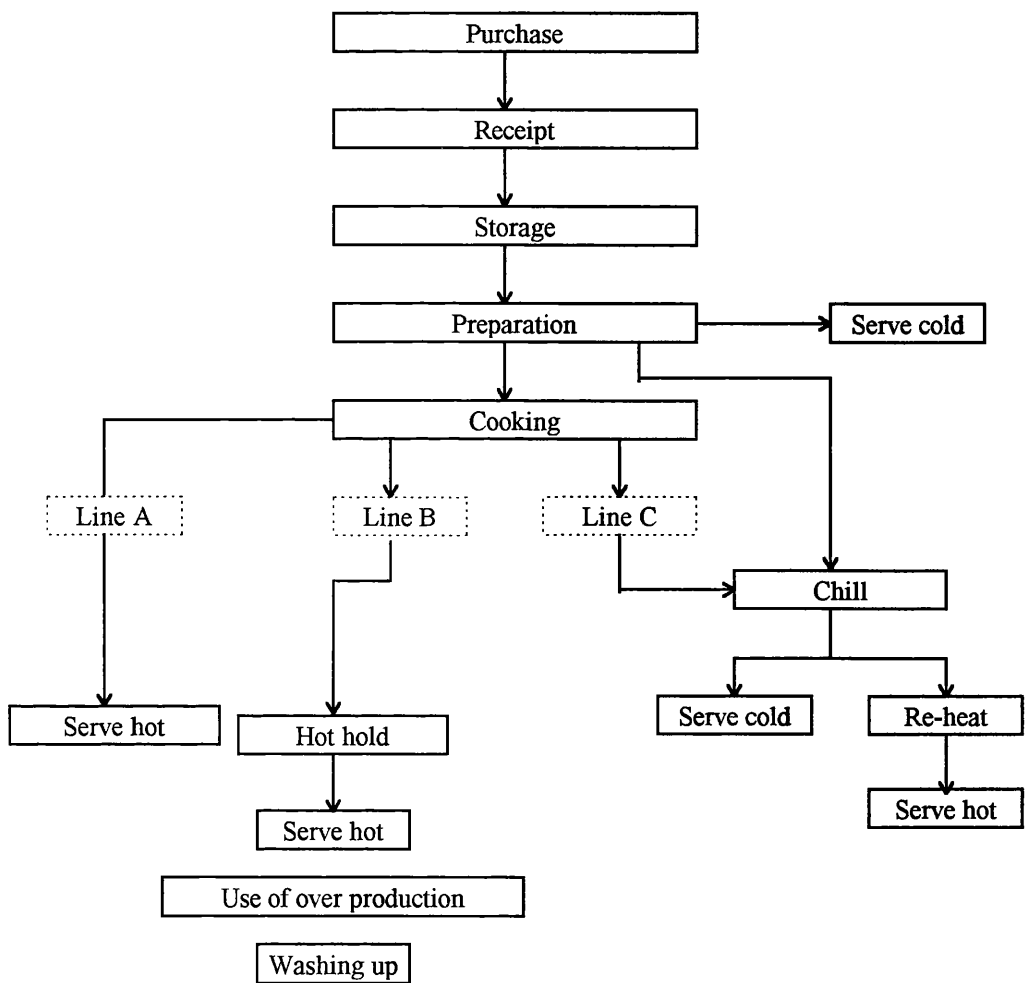 Purchase
Receipt
Storage
Preparation
Serve cold
Cooking
Line A
Line B
Line C
Chill
Serve hot
Hot hold
Serve cold
Re-heat
Serve hot
Serve hot
Use of over production
Washing up